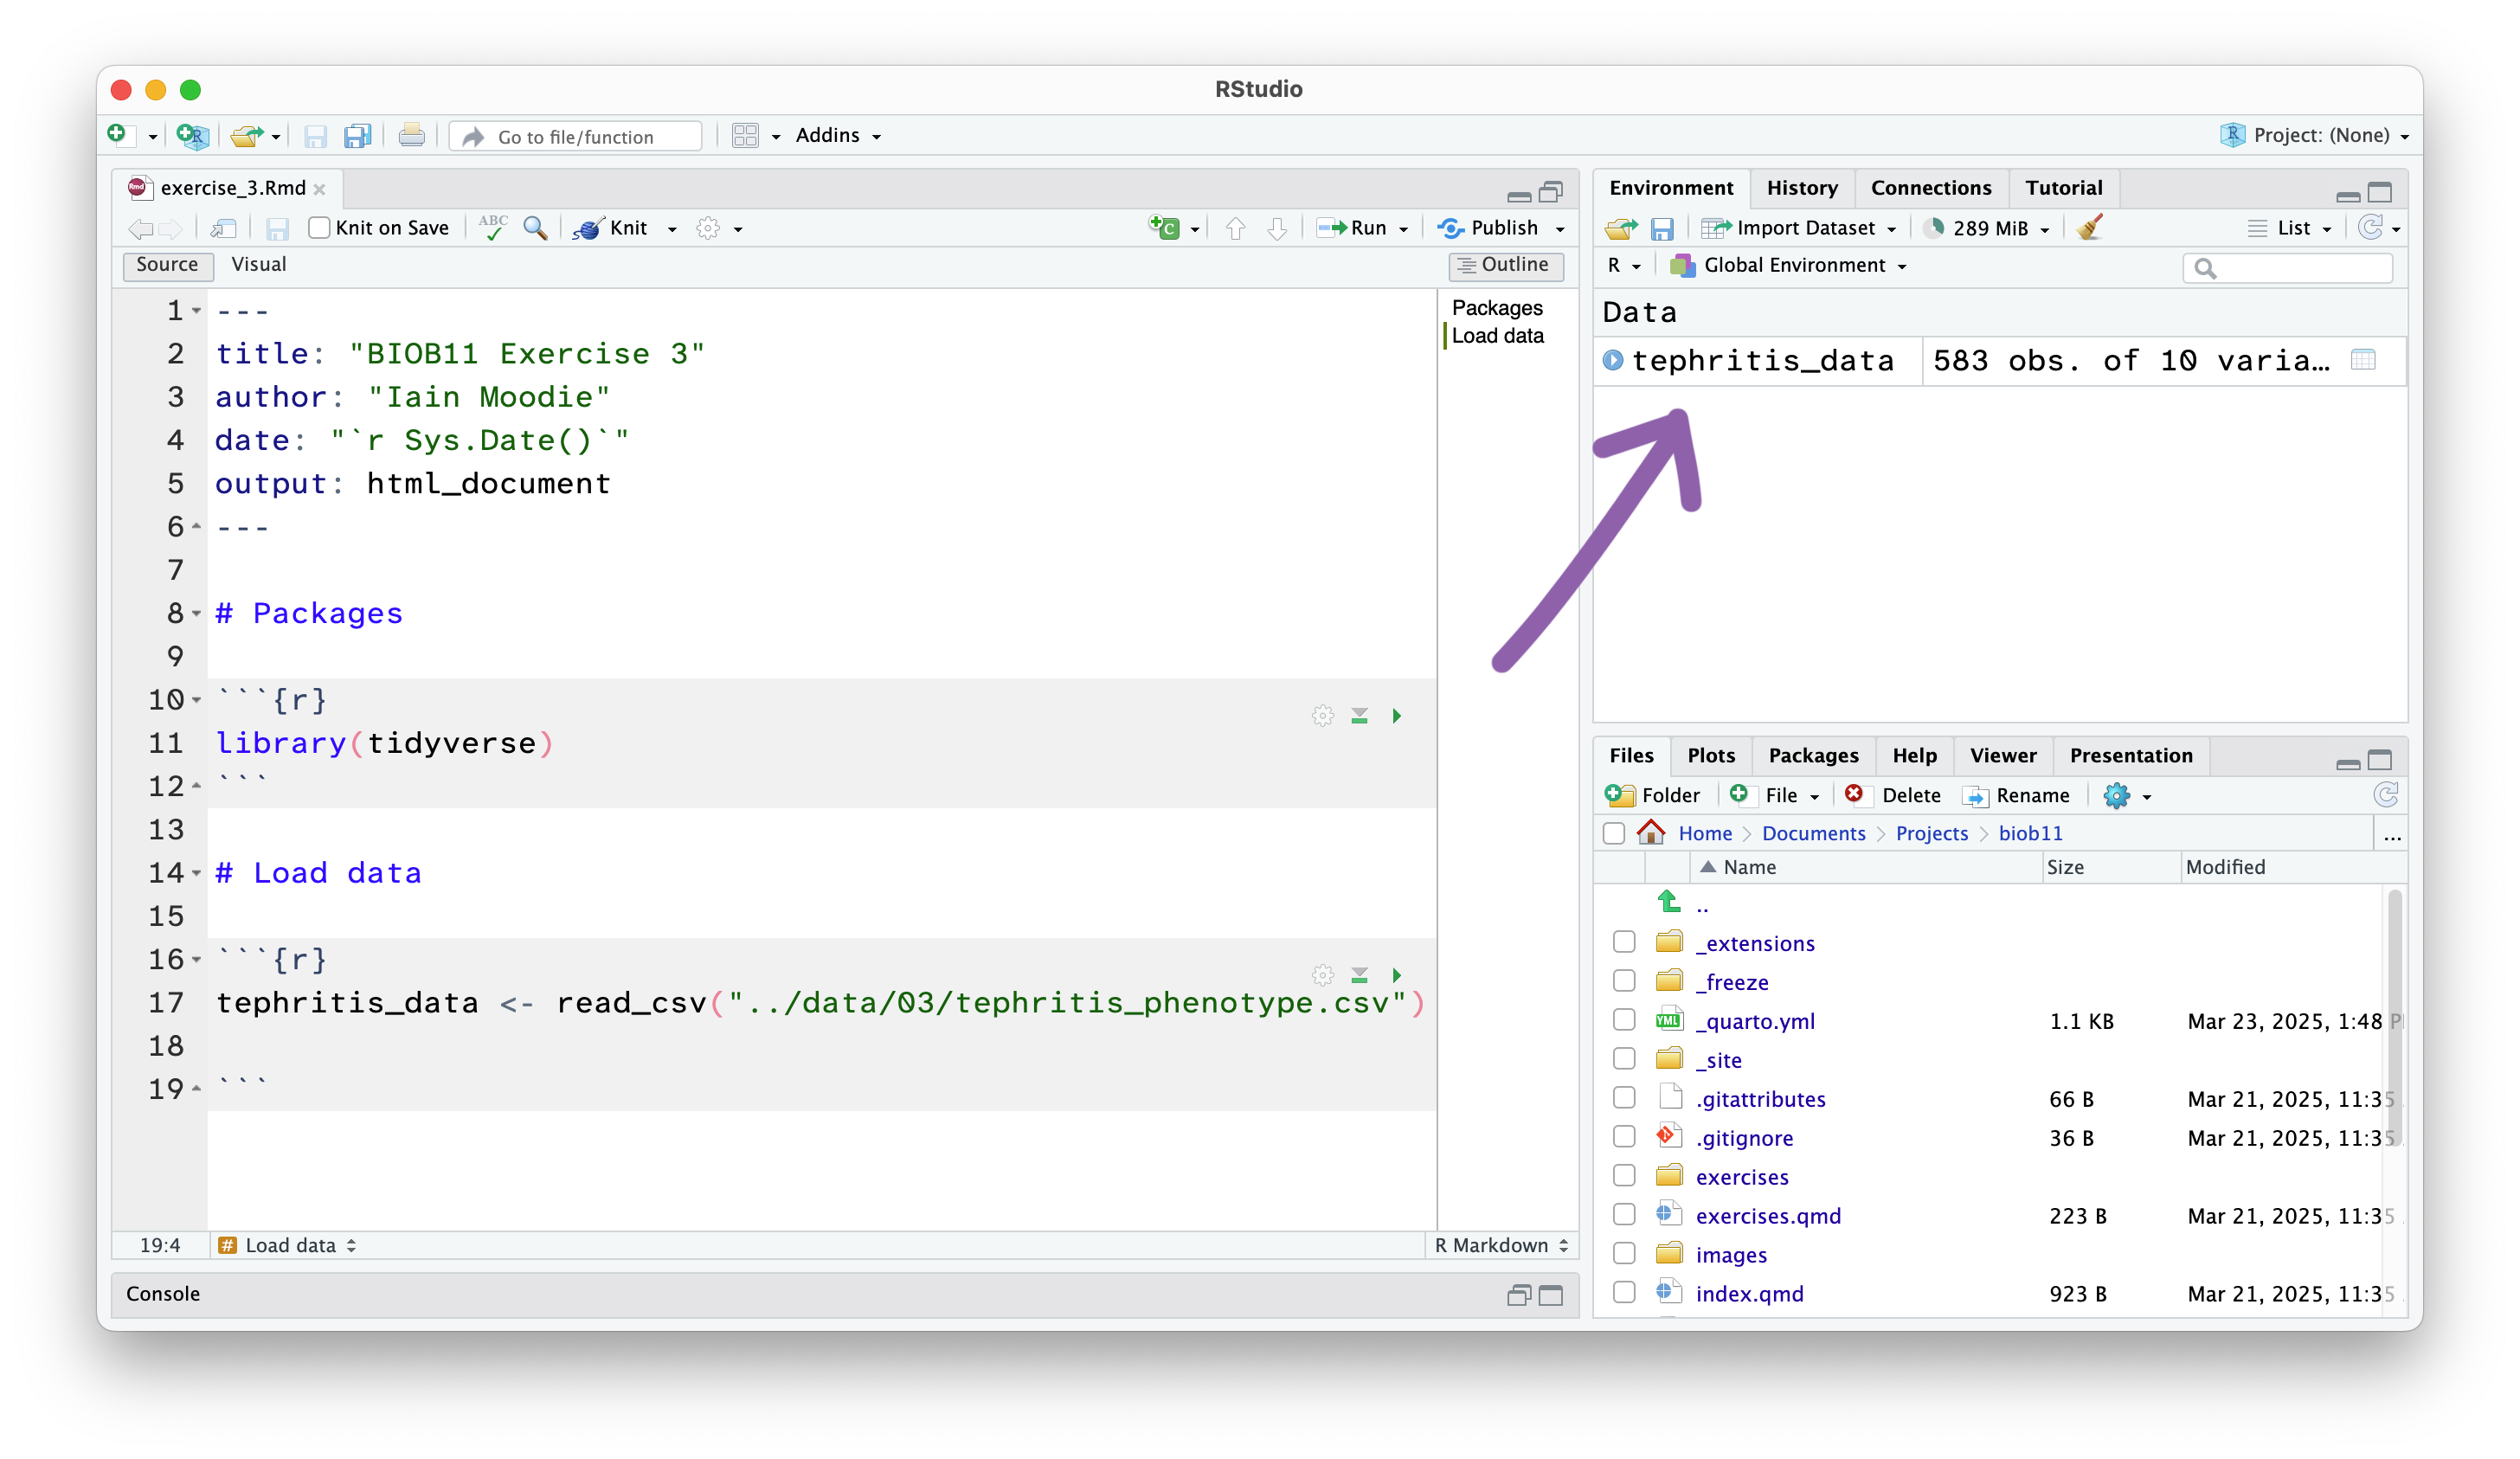 RStudio
Go to file/function
Addins
Project: (None)
exercise_3.Rmd
Knit on Save
ABC
Knit
Run
Publish
Source
Visual
Outline
1 ---
2 title: "BIOB11 Exercise 3"
3 author: "Iain Moodie"
4 date: "`r Sys.Date()`"
5 output: html_document
6 ---
7
8 # Packages
9
10 ```{r}
11 library(tidyverse)
12 ```
13
14 # Load data
15
16 ```{r}
17 tephritis_data <- read_csv("../data/03/tephritis_phenotype.csv")
18
19 ```
Packages
Load data
19:4
# Load data
R Markdown
Console
Environment History Connections Tutorial
Import Dataset 289 MiB List
R Global Environment
Data
tephritis_data 583 obs. of 10 varia…
Files Plots Packages Help Viewer Presentation
Folder File Delete Rename
Home Documents Projects biob11 ...
Name Size Modified
..
_extensions
_freeze
YML _quarto.yml 1.1 KB Mar 23, 2025, 1:48 P
_site
.gitattributes 66 B Mar 21, 2025, 11:35
.gitignore 36 B Mar 21, 2025, 11:35
exercises
exercises.qmd 223 B Mar 21, 2025, 11:35
images
index.qmd 923 B Mar 21, 2025, 11:35